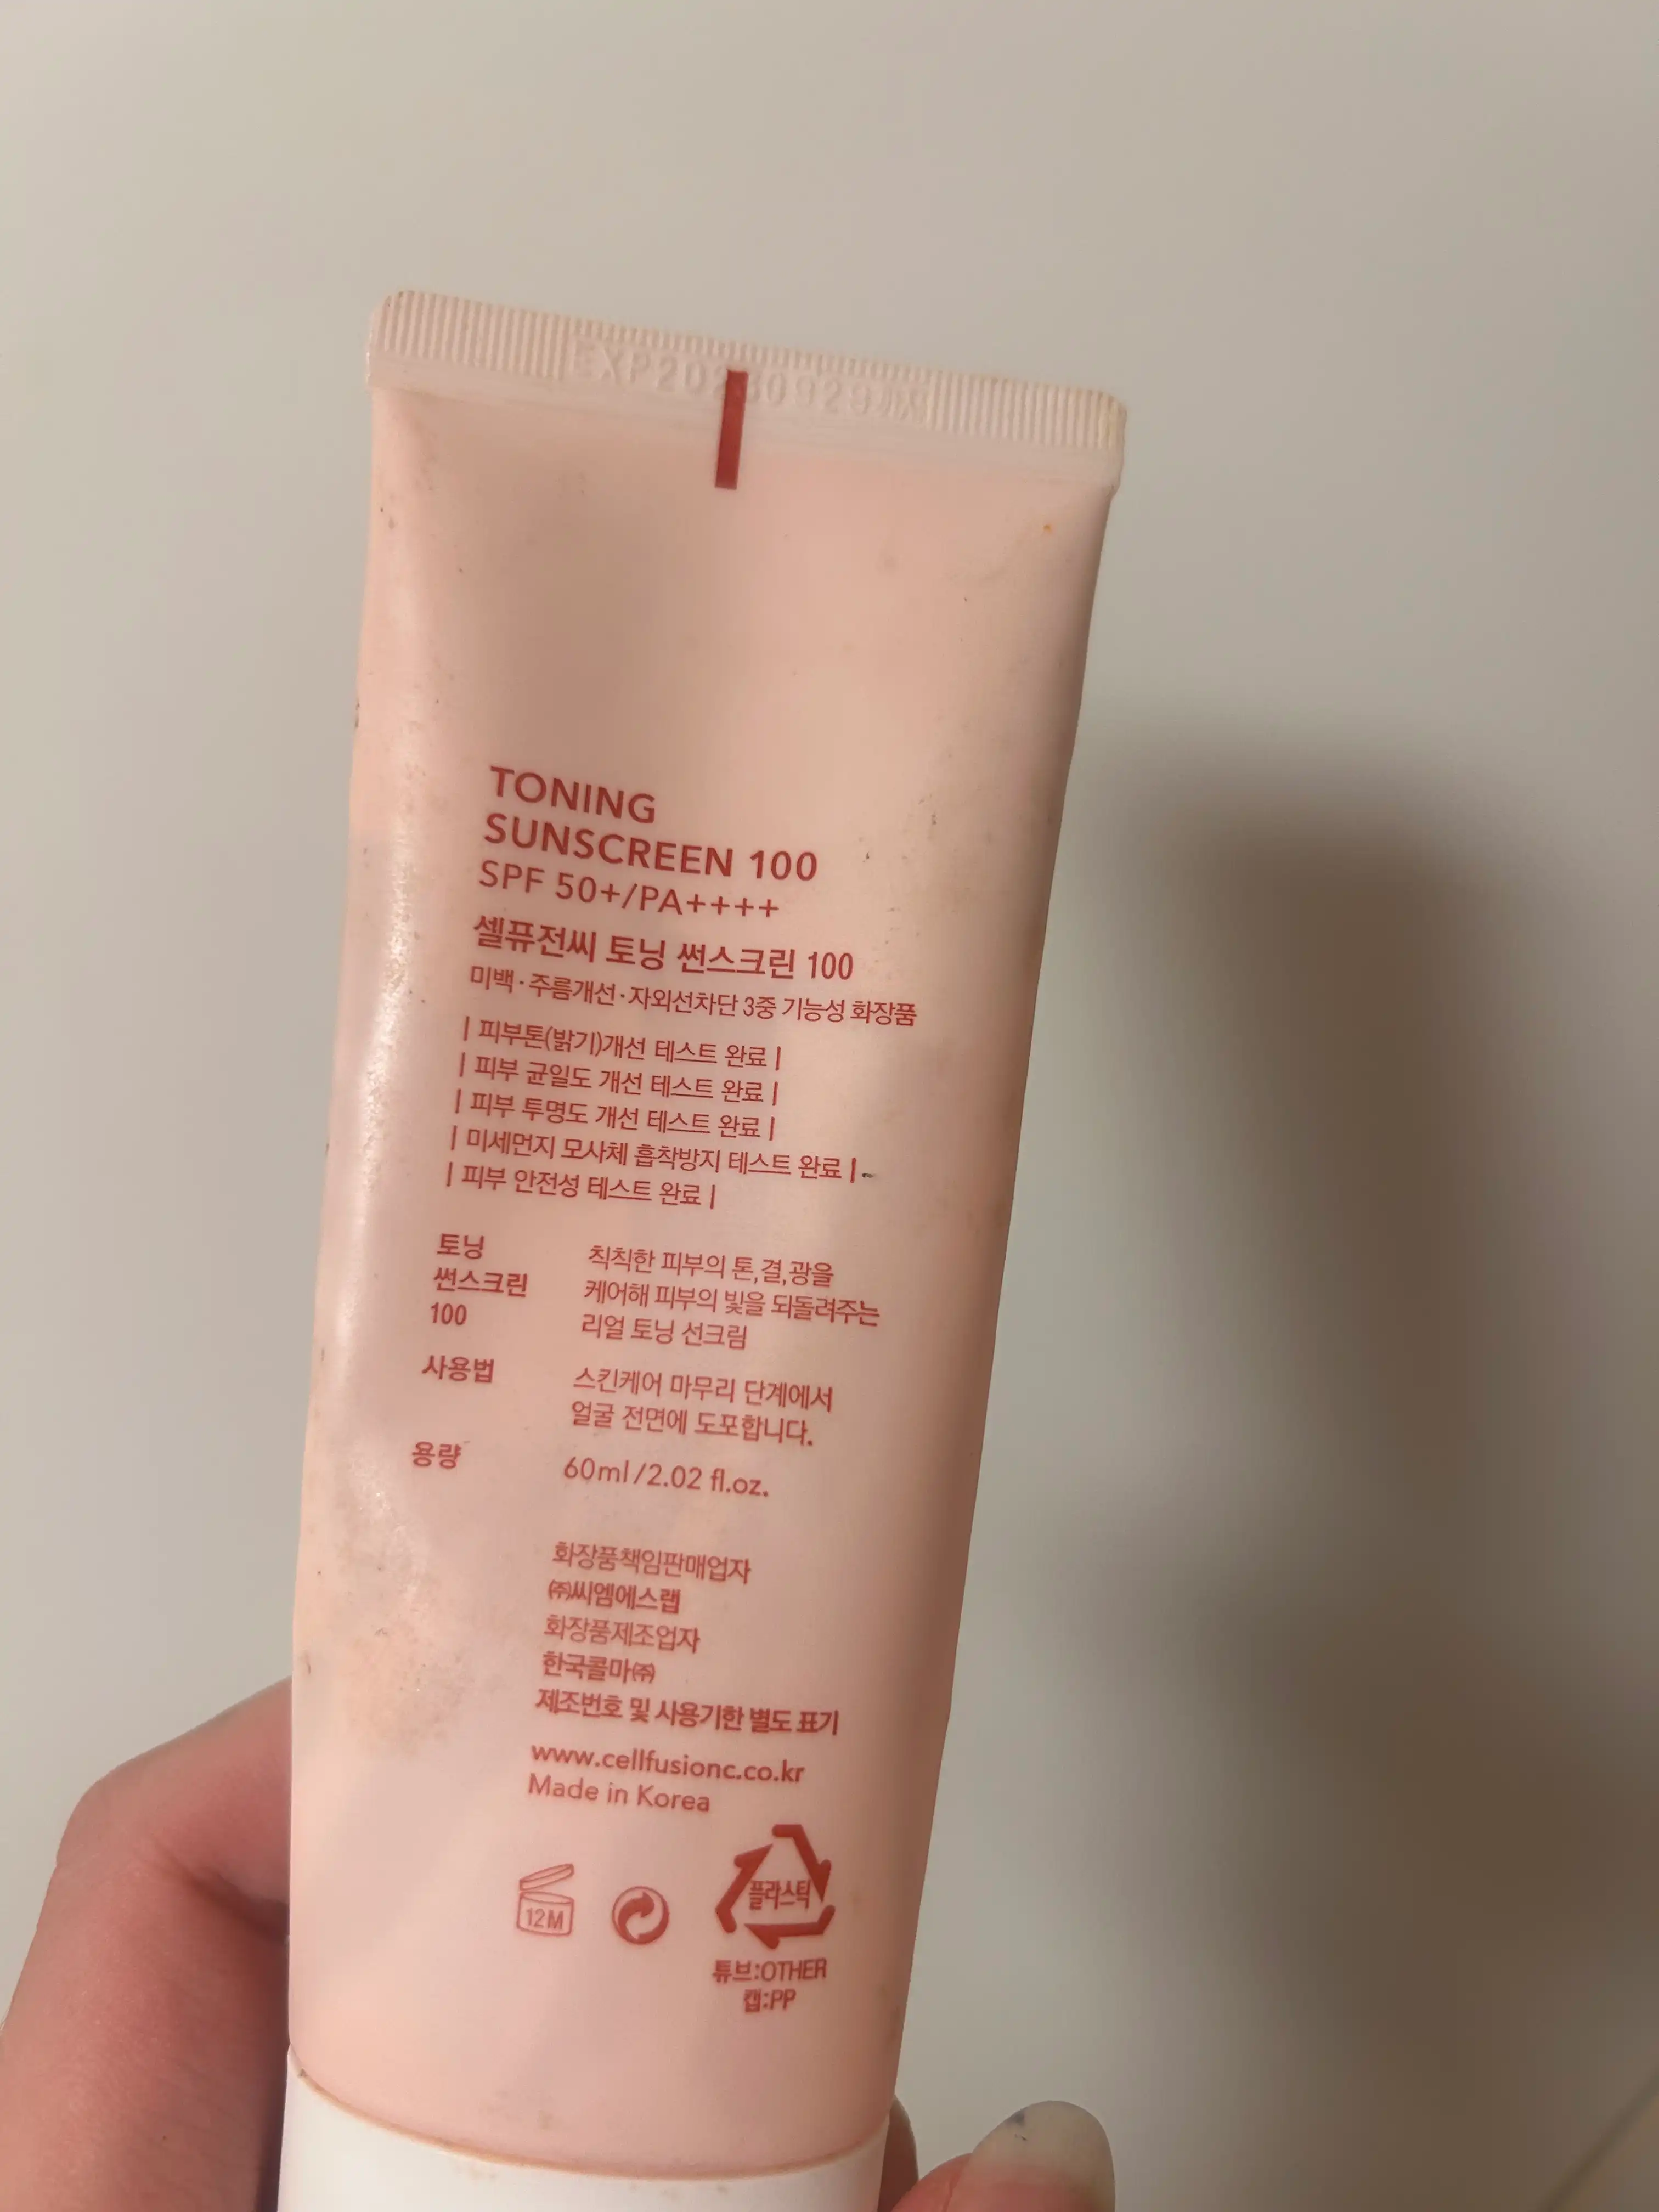 TONING
SUNSCREEN 100
SPF 50+/PA++++
셀퓨전씨 토닝 썬스크린 100
미백·주름개선·자외선차단 3중 기능성 화장품
| 피부톤(밝기)개선 테스트 완료 |
| 피부 균일도 개선 테스트 완료 |
| 피부 투명도 개선 테스트 완료 |
| 미세먼지 모사체 흡착방지 테스트 완료 |
| 피부 안전성 테스트 완료 |
토닝
썬스크린
100
칙칙한 피부의 톤,결,광을
케어해 피부의 빛을 되돌려주는
리얼 토닝 선크림
사용법
스킨케어 마무리 단계에서
얼굴 전면에 도포합니다.
용량
60ml/2.02 fl.oz.
화장품책임판매업자
㈜씨엠에스랩
화장품제조업자
한국콜마㈜
제조번호 및 사용기한 별도 표기
www.cellfusionc.co.kr
Made in Korea
12M
플라스틱
튜브:OTHER
캡:PP